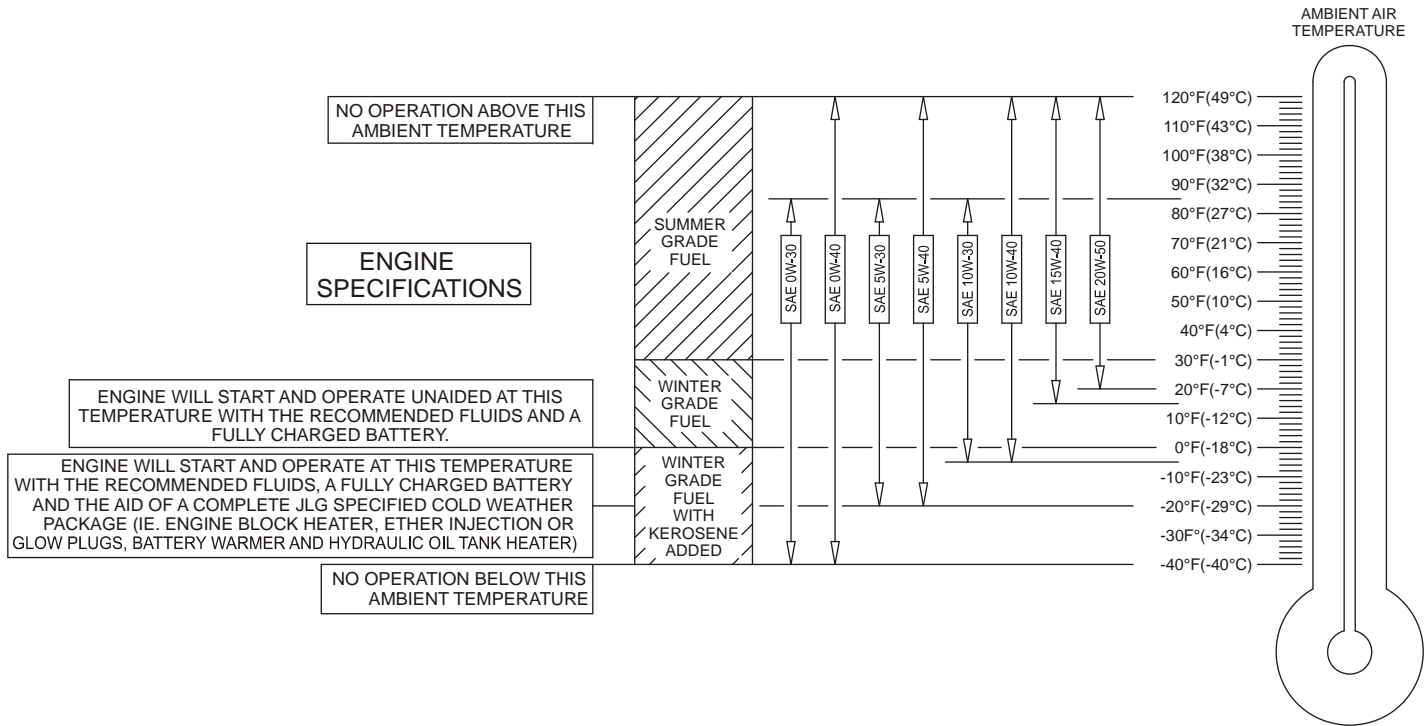 AMBIENT AIR
TEMPERATURE
NO OPERATION ABOVE THIS
AMBIENT TEMPERATURE
ENGINE
SPECIFICATIONS
ENGINE WILL START AND OPERATE UNAIDED AT THIS
TEMPERATURE WITH THE RECOMMENDED FLUIDS AND A
FULLY CHARGED BATTERY.
ENGINE WILL START AND OPERATE AT THIS TEMPERATURE
WITH THE RECOMMENDED FLUIDS, A FULLY CHARGED BATTERY
AND THE AID OF A COMPLETE JLG SPECIFIED COLD WEATHER
PACKAGE (IE. ENGINE BLOCK HEATER, ETHER INJECTION OR
GLOW PLUGS, BATTERY WARMER AND HYDRAULIC OIL TANK HEATER)
NO OPERATION BELOW THIS
AMBIENT TEMPERATURE
SUMMER
GRADE
FUEL
WINTER
GRADE
FUEL
WINTER
GRADE
FUEL
WITH
KEROSENE
ADDED
SAE 0W-30
SAE 0W-40
SAE 5W-30
SAE 5W-40
SAE 10W-30
SAE 10W-40
SAE 15W-40
SAE 20W-50
120°F(49°C)
110°F(43°C)
100°F(38°C)
90°F(32°C)
80°F(27°C)
70°F(21°C)
60°F(16°C)
50°F(10°C)
40°F(4°C)
30°F(-1°C)
20°F(-7°C)
10°F(-12°C)
0°F(-18°C)
-10°F(-23°C)
-20°F(-29°C)
-30F°(-34°C)
-40°F(-40°C)